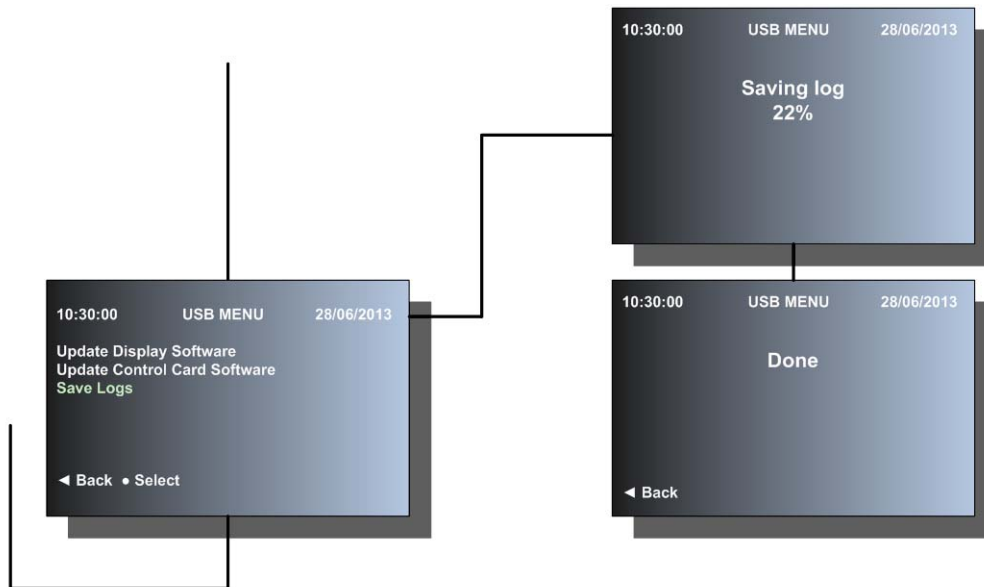 10:30:00 USB MENU 28/06/2013
Saving log
22%
10:30:00 USB MENU 28/06/2013
Update Display Software
Update Control Card Software
Save Logs
◄ Back ● Select
10:30:00 USB MENU 28/06/2013
Done
◄ Back